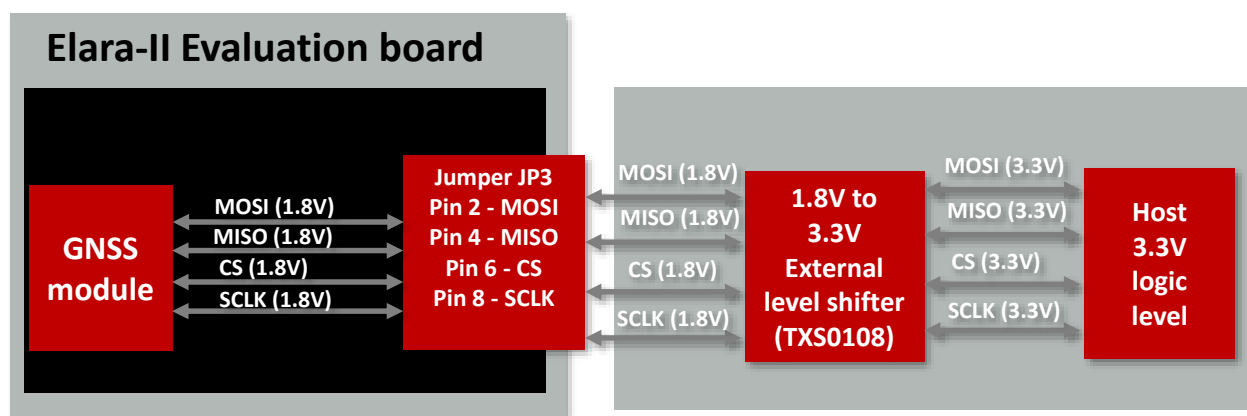 Elara-II Evaluation board
GNSS
module
MOSI (1.8V)
MISO (1.8V)
CS (1.8V)
SCLK (1.8V)
Jumper JP3
Pin 2 - MOSI
Pin 4 - MISO
Pin 6 - CS
Pin 8 - SCLK
MOSI (1.8V)
MISO (1.8V)
CS (1.8V)
SCLK (1.8V)
1.8V to
3.3V
External
level shifter
(TXS0108)
MOSI (3.3V)
MISO (3.3V)
CS (3.3V)
SCLK (3.3V)
Host
3.3V
logic
level